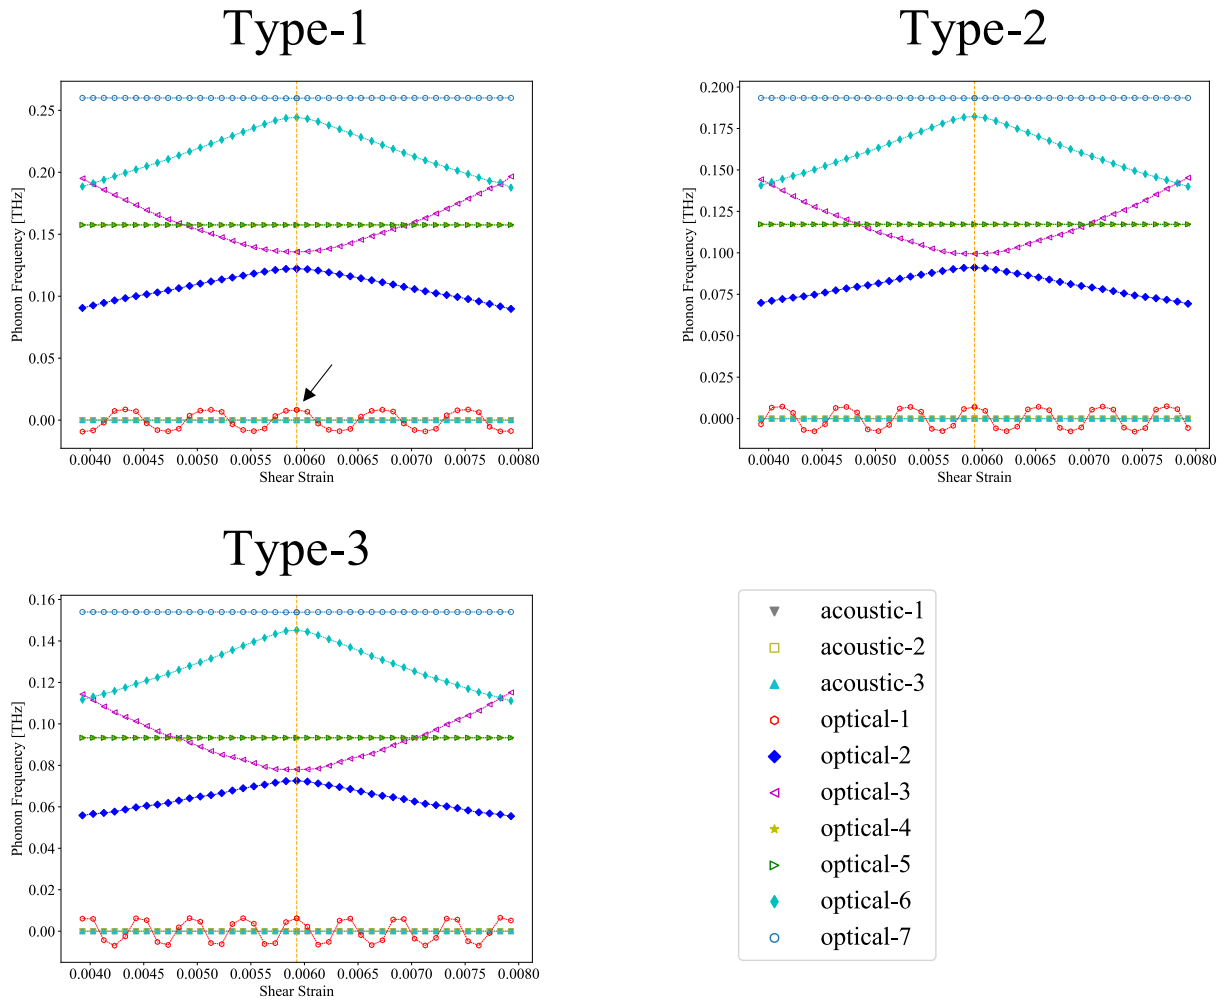 Type-1
Type-2
Phonon Frequency [THz]
0.25
0.20
0.15
0.10
0.05
0.00
0.0040 0.0045 0.0050 0.0055 0.0060 0.0065 0.0070 0.0075 0.0080
Shear Strain
Phonon Frequency [THz]
0.200
0.175
0.150
0.125
0.100
0.075
0.050
0.025
0.000
0.0040 0.0045 0.0050 0.0055 0.0060 0.0065 0.0070 0.0075 0.0080
Shear Strain
Type-3
Phonon Frequency [THz]
0.16
0.14
0.12
0.10
0.08
0.06
0.04
0.02
0.00
0.0040 0.0045 0.0050 0.0055 0.0060 0.0065 0.0070 0.0075 0.0080
Shear Strain
acoustic-1
acoustic-2
acoustic-3
optical-1
optical-2
optical-3
optical-4
optical-5
optical-6
optical-7